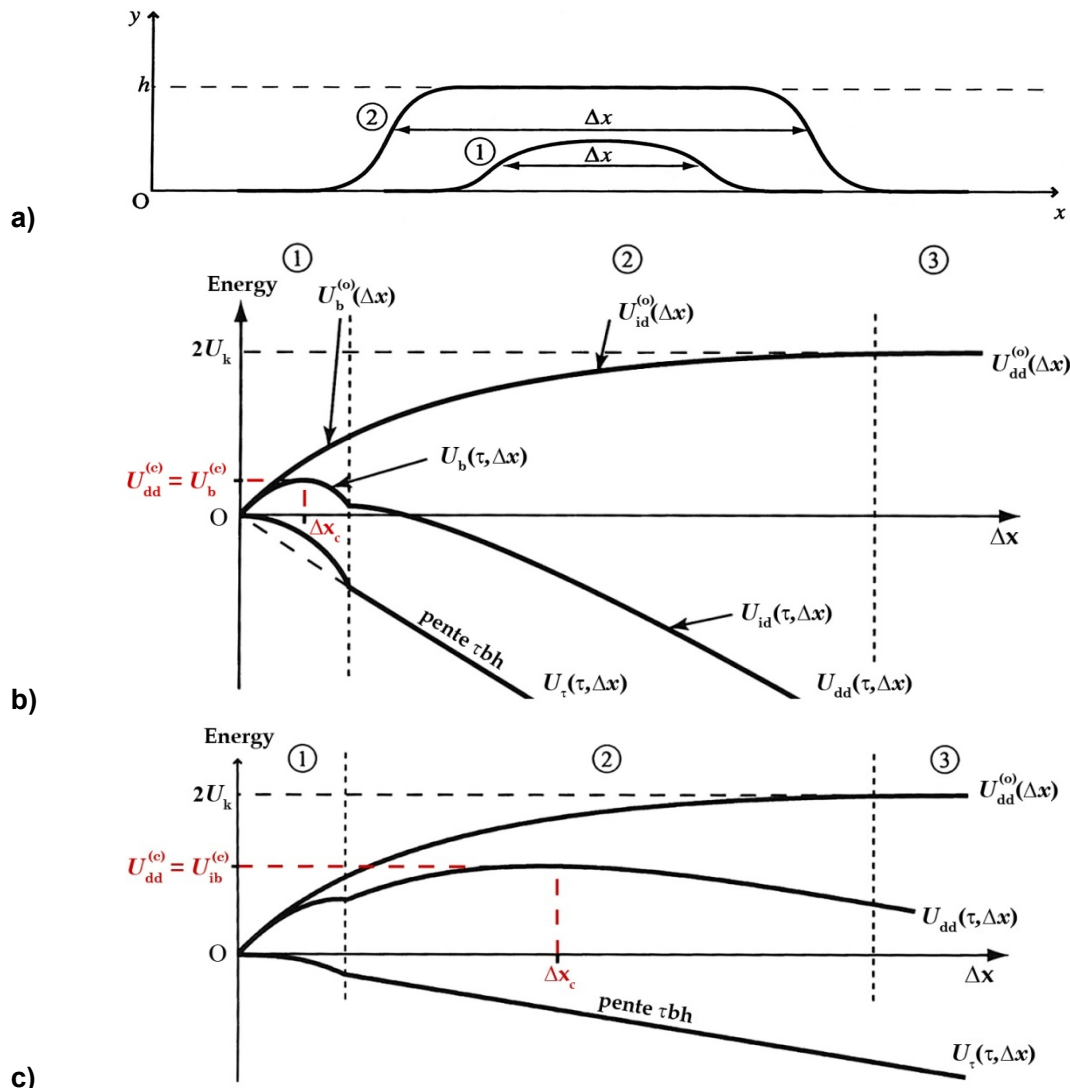 y
h
②
Δx
①
Δx
O
x
a)
① ② ③
Energy
U_b^(o)(Δx)
U_id^(o)(Δx)
2U_k
U_dd^(o)(Δx)
U_b(τ,Δx)
U_dd^(c) = U_b^(c)
O
Δx_c
Δx
pente τbh
U_id(τ,Δx)
U_τ(τ,Δx)
U_dd(τ,Δx)
b)
Energy
① ② ③
2U_k
U_dd^(o)(Δx)
U_dd^(c) = U_ib^(c)
U_dd(τ,Δx)
O
Δx_c
Δx
pente τbh
U_τ(τ,Δx)
c)